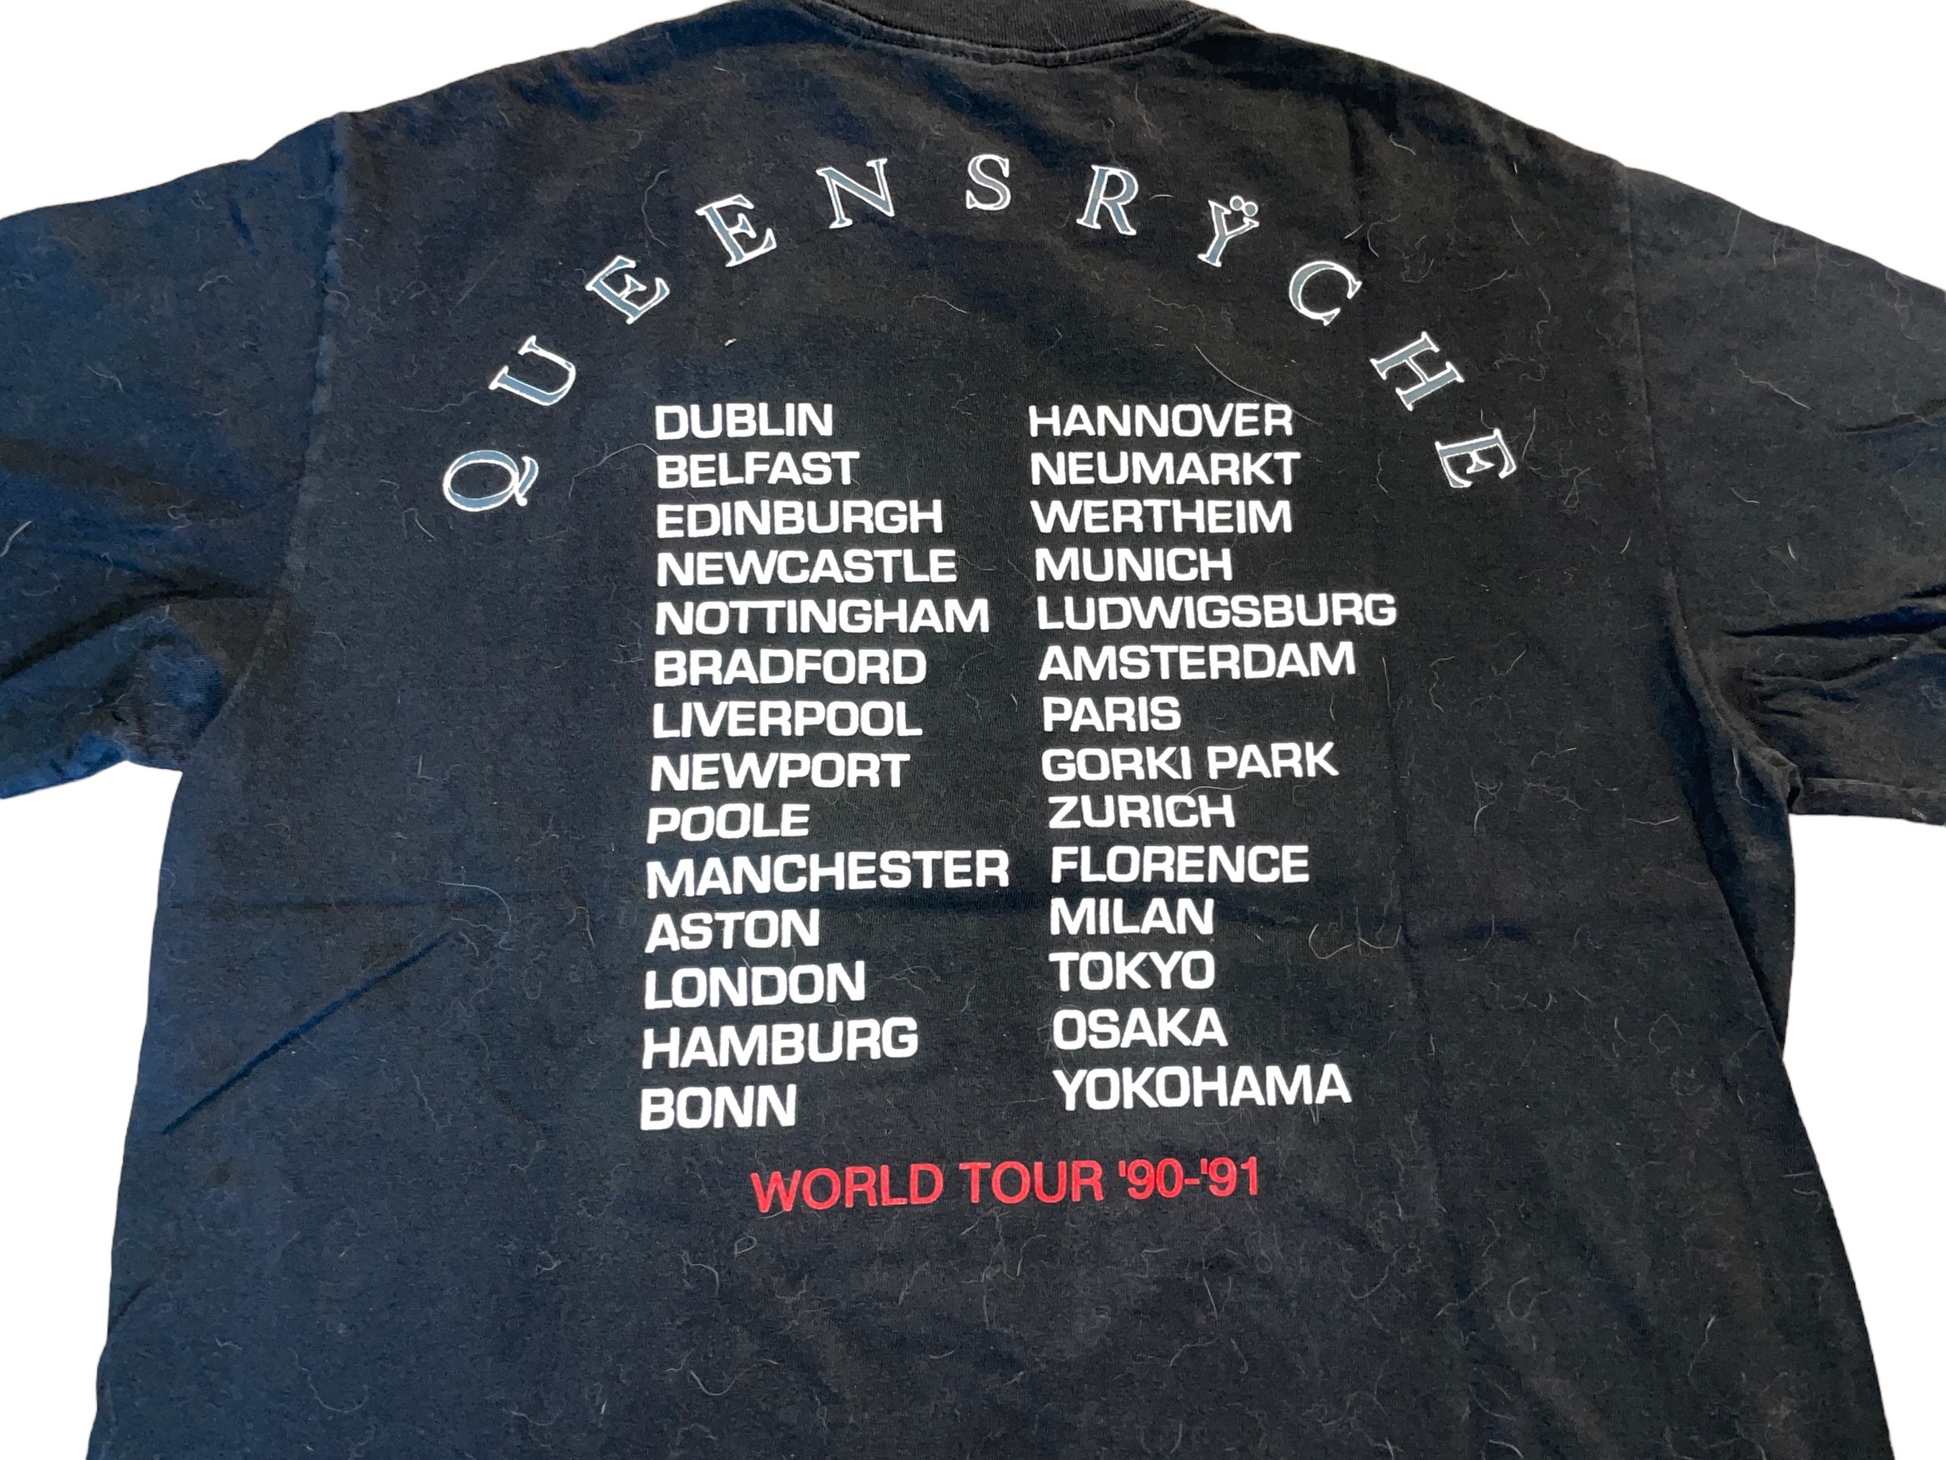 QUEENSRŸCHE
DUBLIN
BELFAST
EDINBURGH
NEWCASTLE
NOTTINGHAM
BRADFORD
LIVERPOOL
NEWPORT
POOLE
MANCHESTER
ASTON
LONDON
HAMBURG
BONN
HANNOVER
NEUMARKT
WERTHEIM
MUNICH
LUDWIGSBURG
AMSTERDAM
PARIS
GORKI PARK
ZURICH
FLORENCE
MILAN
TOKYO
OSAKA
YOKOHAMA
WORLD TOUR '90-'91